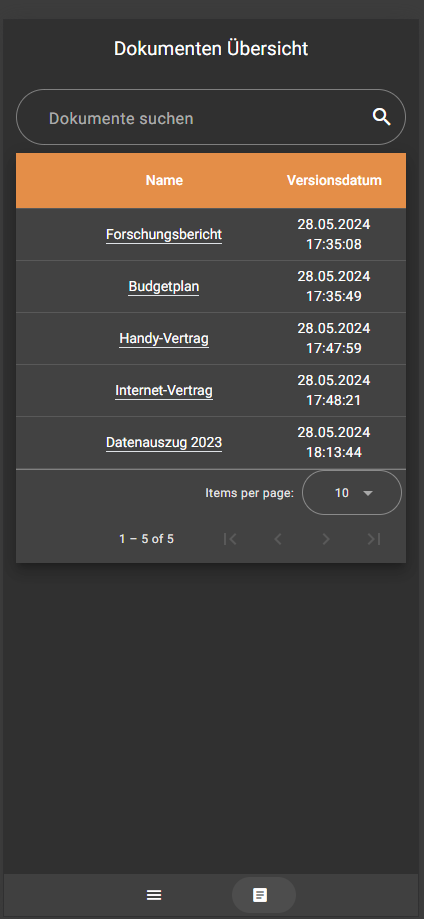 Dokumenten Übersicht
Dokumente suchen
Name Versionsdatum
Forschungsbericht 28.05.2024
17:35:08
Budgetplan 28.05.2024
17:35:49
Handy-Vertrag 28.05.2024
17:47:59
Internet-Vertrag 28.05.2024
17:48:21
Datenauszug 2023 28.05.2024
18:13:44
Items per page: 10
1 – 5 of 5